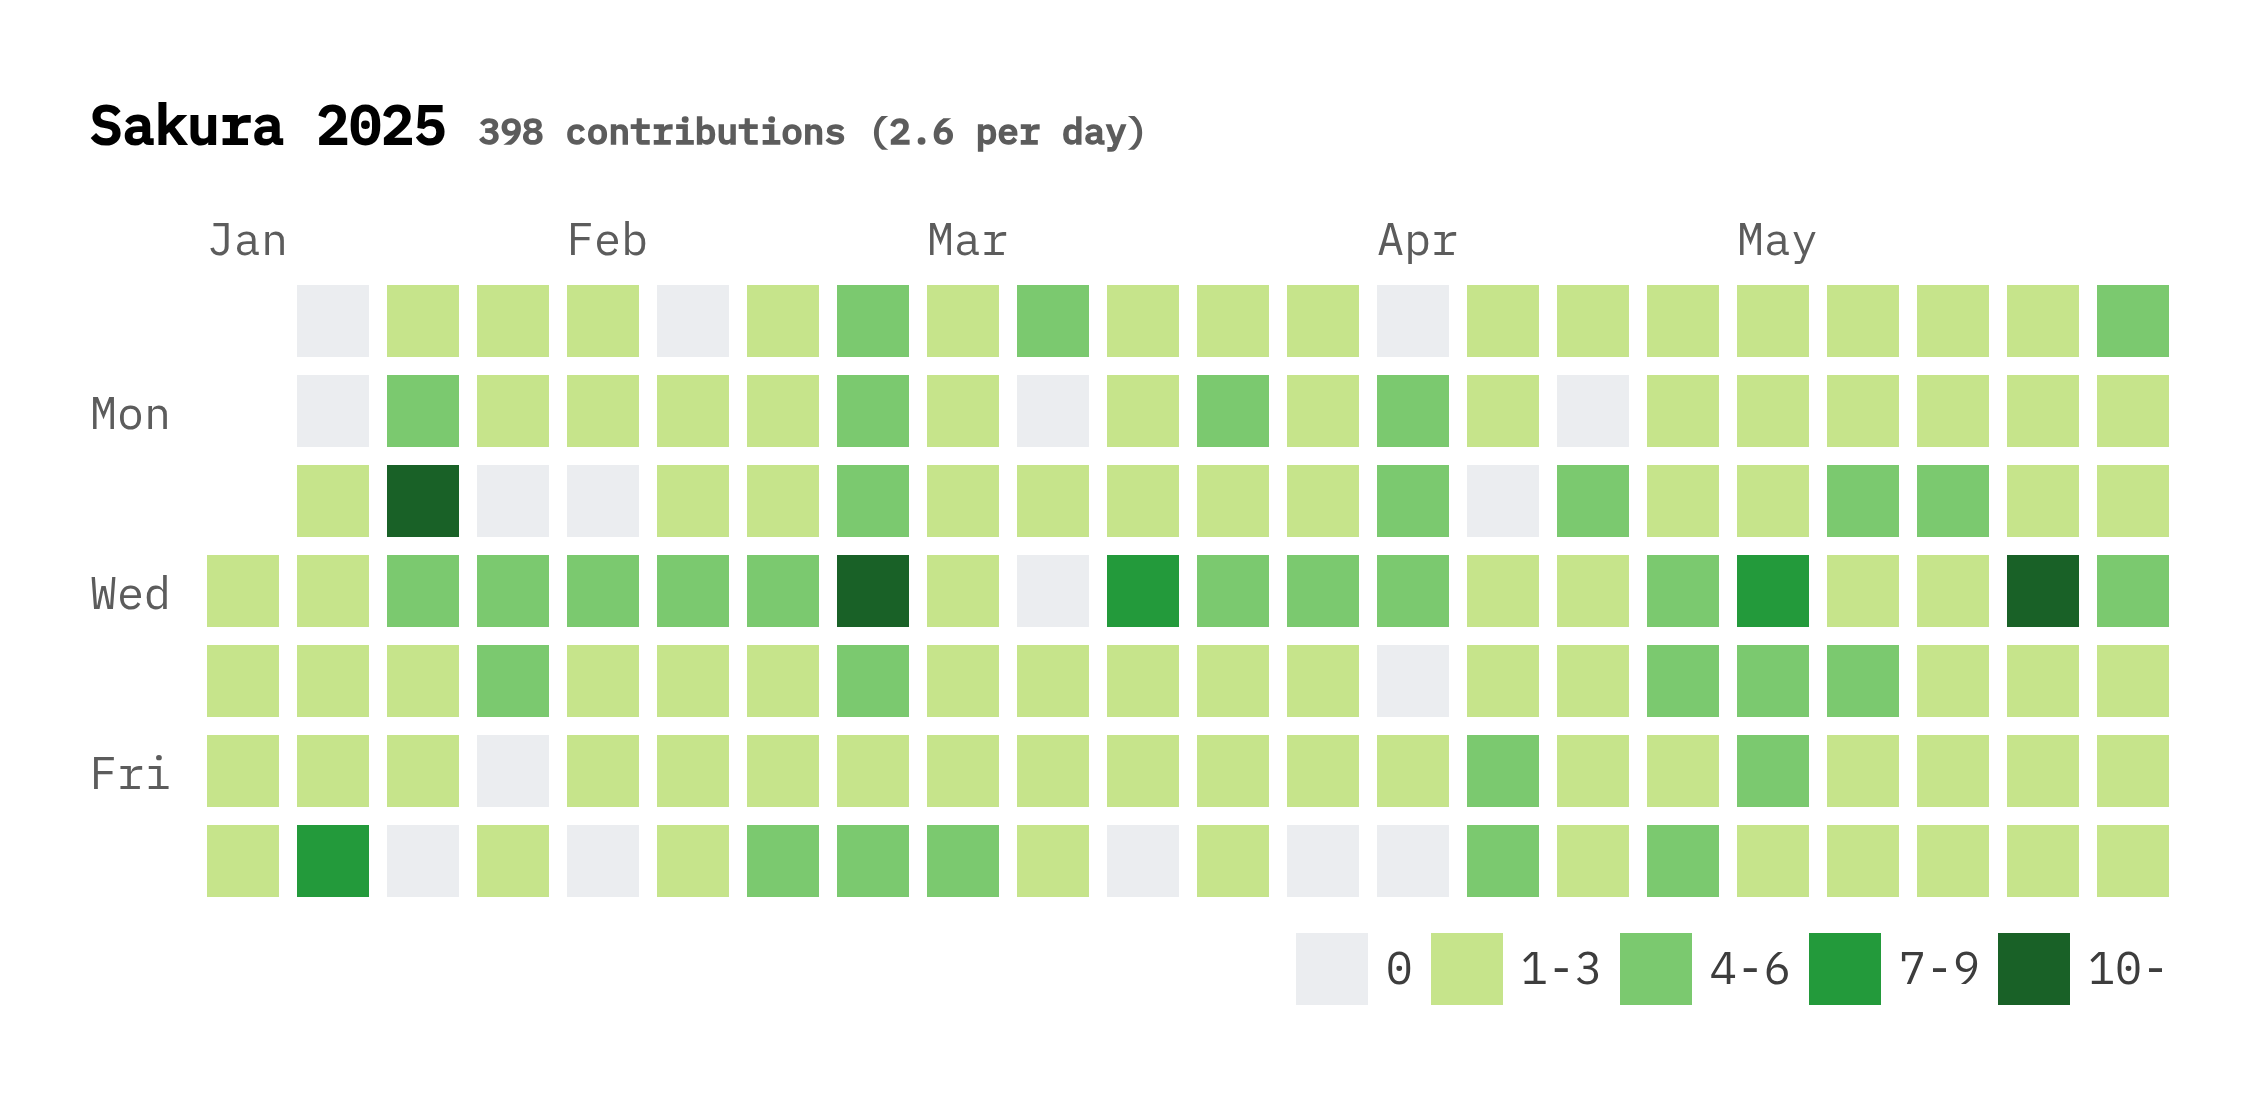 Sakura 2025 398 contributions (2.6 per day)
Jan Feb Mar Apr May
Mon
Wed
Fri
0 1-3 4-6 7-9 10-